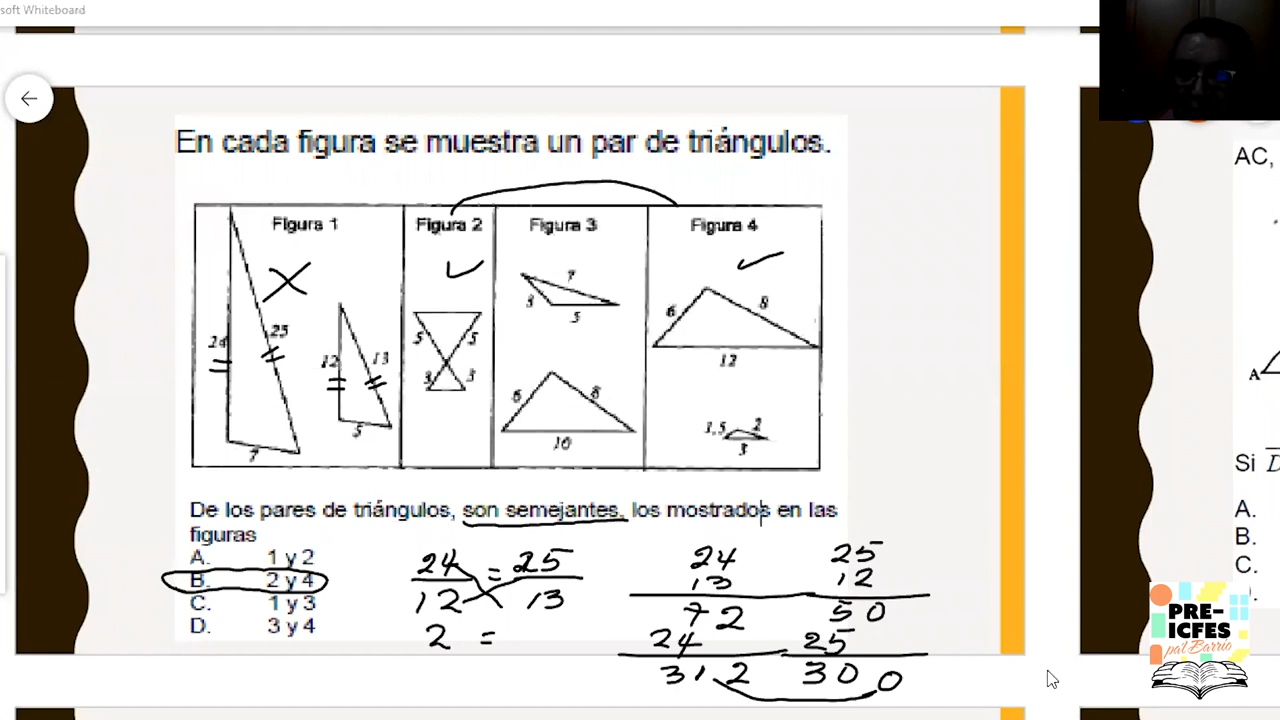 soft Whiteboard
En cada figura se muestra un par de triángulos.
Figura 1
Figura 2
Figura 3
Figura 4
24
25
7
12
13
5
5
5
3
3
7
3
5
6
8
10
6
8
12
1,5
2
3
De los pares de triángulos, son semejantes, los mostrados en las
figuras
A. 1 y 2
B. 2 y 4
C. 1 y 3
D. 3 y 4
24 = 25
12 13
2 =
24
13
72
24
312
25
12
50
25
300
AC,
A
Si D
A.
B.
C.
PRE-
ICFES
pal Barrio